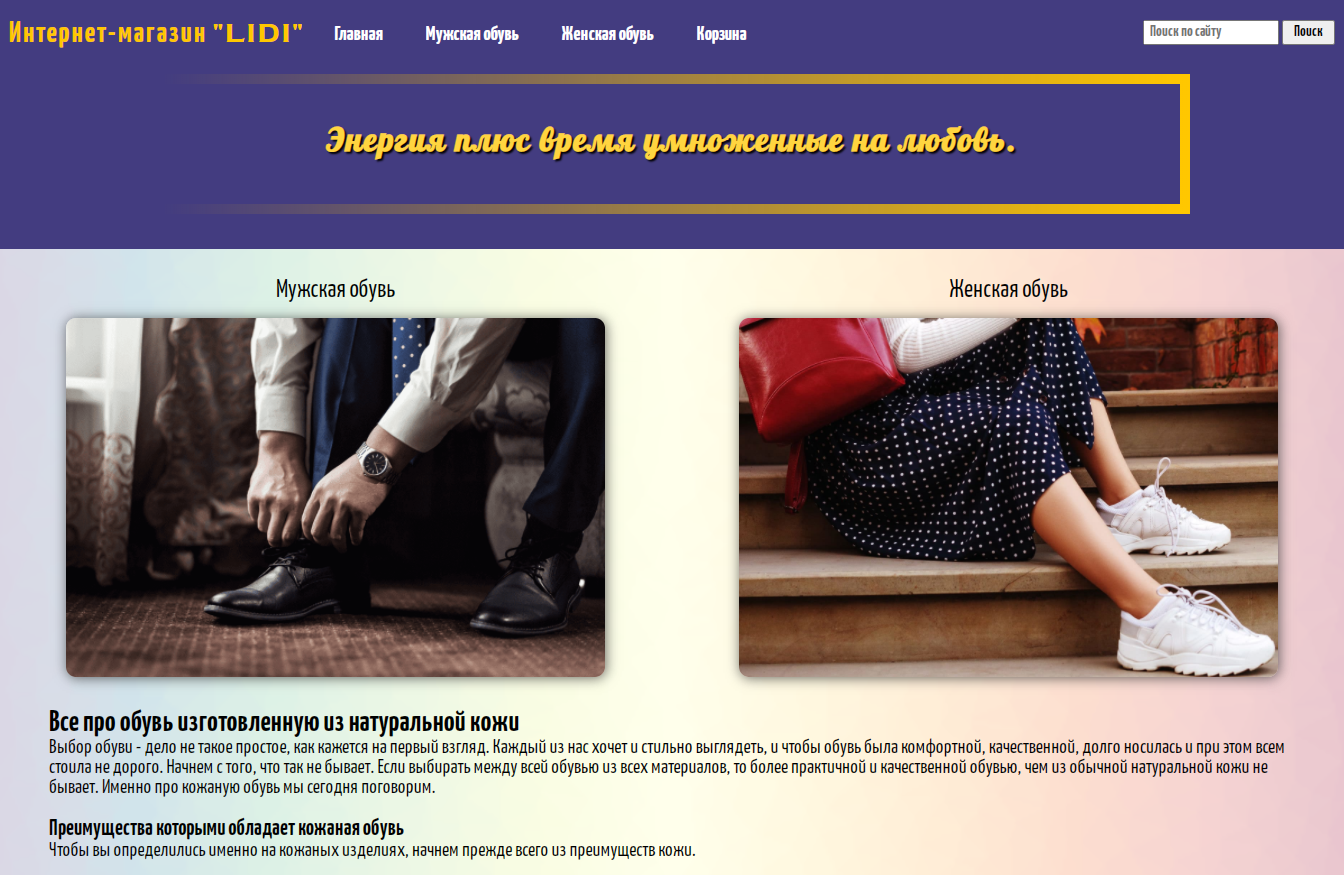 Интернет-магазин "LIDI" Главная Мужская обувь Женская обувь Корзина Поиск по сайту Поиск
Энергия плюс время умноженные на любовь.
Мужская обувь Женская обувь
Все про обувь изготовленную из натуральной кожи
Выбор обуви - дело не такое простое, как кажется на первый взгляд. Каждый из нас хочет и стильно выглядеть, и чтобы обувь была комфортной, качественной, долго носилась и при этом всем
стоила не дорого. Начнем с того, что так не бывает. Если выбирать между всей обувью из всех материалов, то более практичной и качественной обувью, чем из обычной натуральной кожи не
бывает. Именно про кожаную обувь мы сегодня поговорим.
Преимущества которыми обладает кожаная обувь
Чтобы вы определились именно на кожаных изделиях, начнем прежде всего из преимуществ кожи.